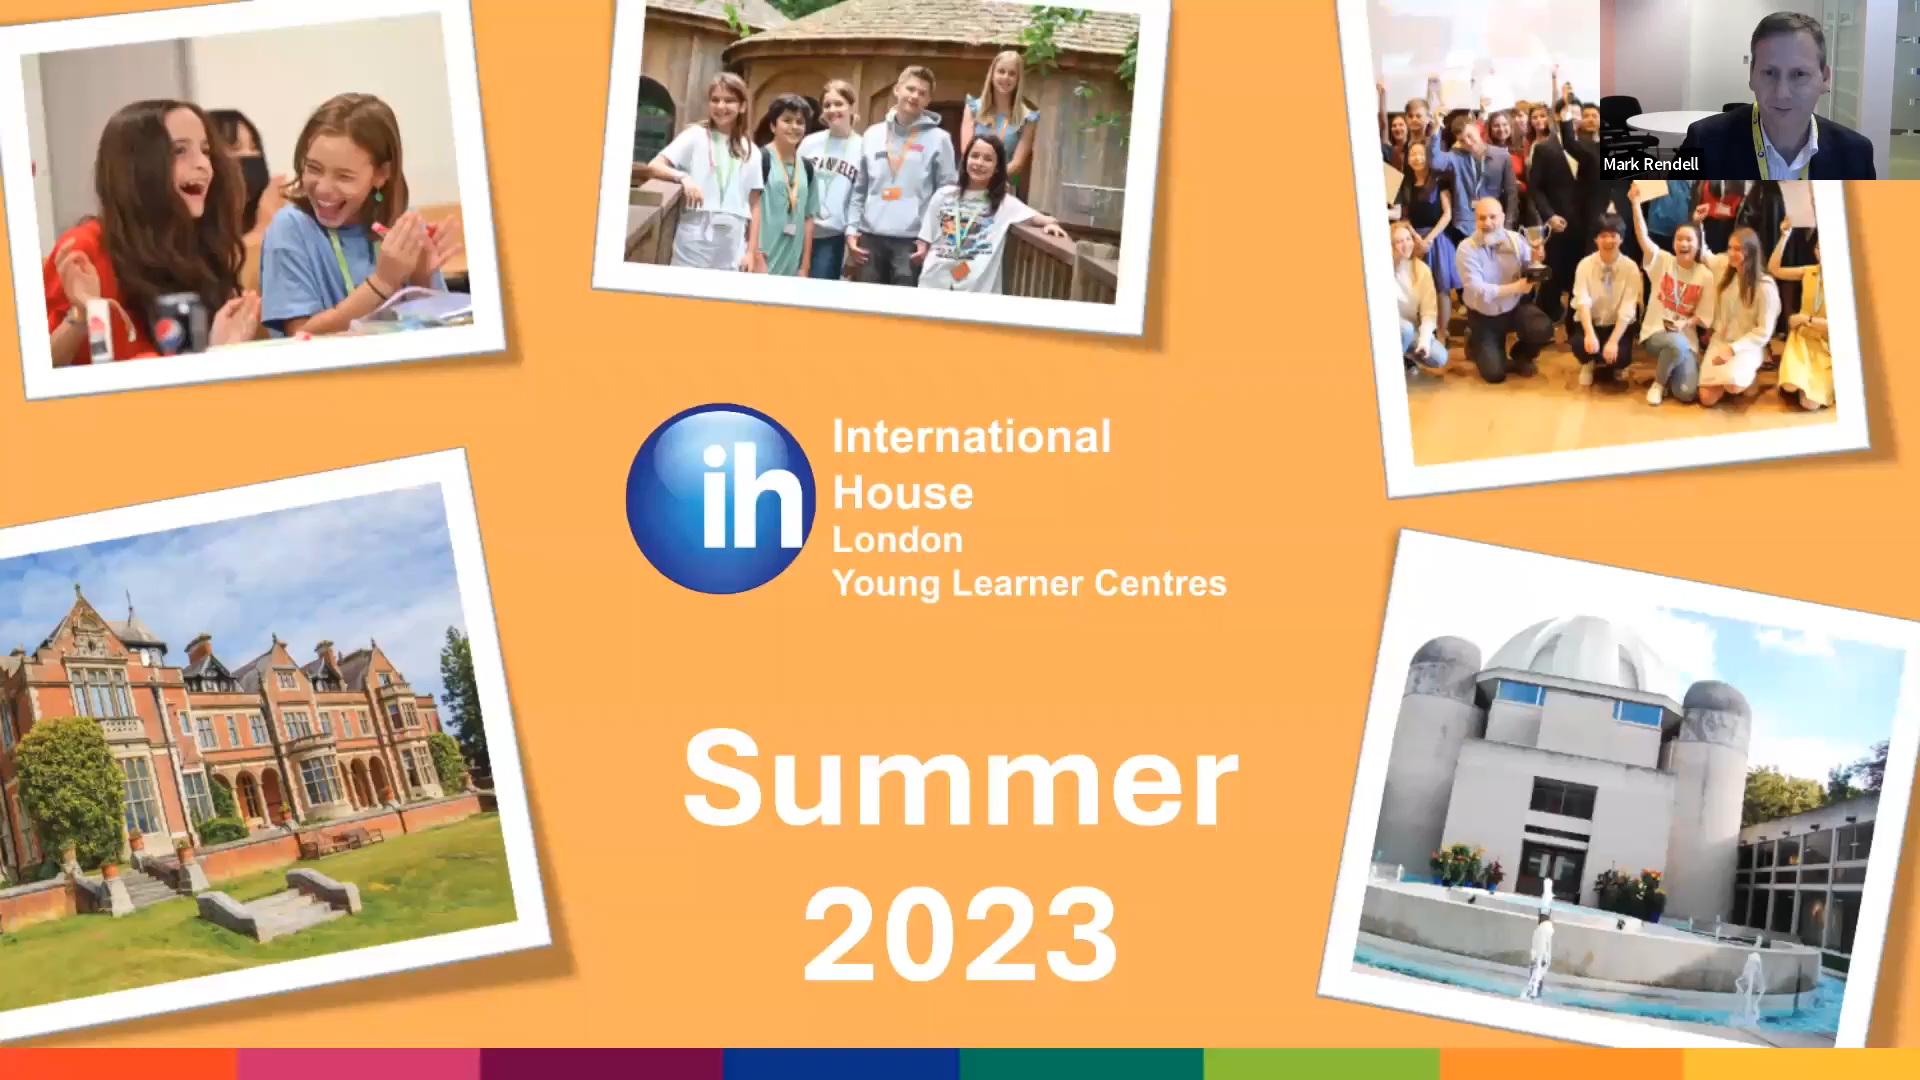 Mark Rendell
ih
International
House
London
Young Learner Centres
Summer
2023